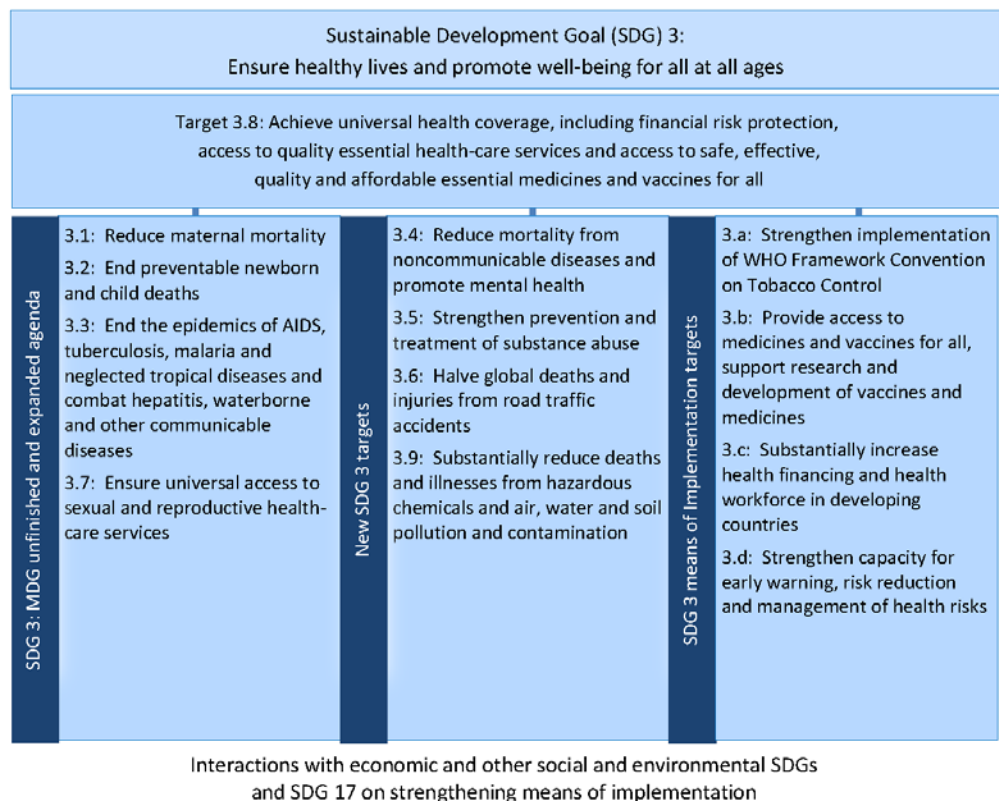 Sustainable Development Goal (SDG) 3:
Ensure healthy lives and promote well-being for all at all ages
Target 3.8: Achieve universal health coverage, including financial risk protection,
access to quality essential health-care services and access to safe, effective,
quality and affordable essential medicines and vaccines for all
SDG 3: MDG unfinished and expanded agenda
3.1: Reduce maternal mortality
3.2: End preventable newborn
and child deaths
3.3: End the epidemics of AIDS,
tuberculosis, malaria and
neglected tropical diseases and
combat hepatitis, waterborne
and other communicable
diseases
3.7: Ensure universal access to
sexual and reproductive health-
care services
New SDG 3 targets
3.4: Reduce mortality from
noncommunicable diseases and
promote mental health
3.5: Strengthen prevention and
treatment of substance abuse
3.6: Halve global deaths and
injuries from road traffic
accidents
3.9: Substantially reduce deaths
and illnesses from hazardous
chemicals and air, water and soil
pollution and contamination
SDG 3 means of Implementation targets
3.a: Strengthen implementation
of WHO Framework Convention
on Tobacco Control
3.b: Provide access to
medicines and vaccines for all,
support research and
development of vaccines and
medicines
3.c: Substantially increase
health financing and health
workforce in developing
countries
3.d: Strengthen capacity for
early warning, risk reduction
and management of health risks
Interactions with economic and other social and environmental SDGs
and SDG 17 on strengthening means of implementation